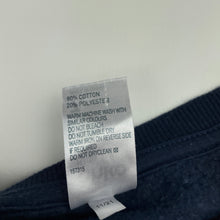 80% COTTON
20% POLYESTER
WARM MACHINE WASH WITH
SIMILAR COLOURS
DO NOT BLEACH
DO NOT TUMBLE DRY
WARM IRON ON REVERSE SIDE
IF REQUIRED
DO NOT DRYCLEAN
157315